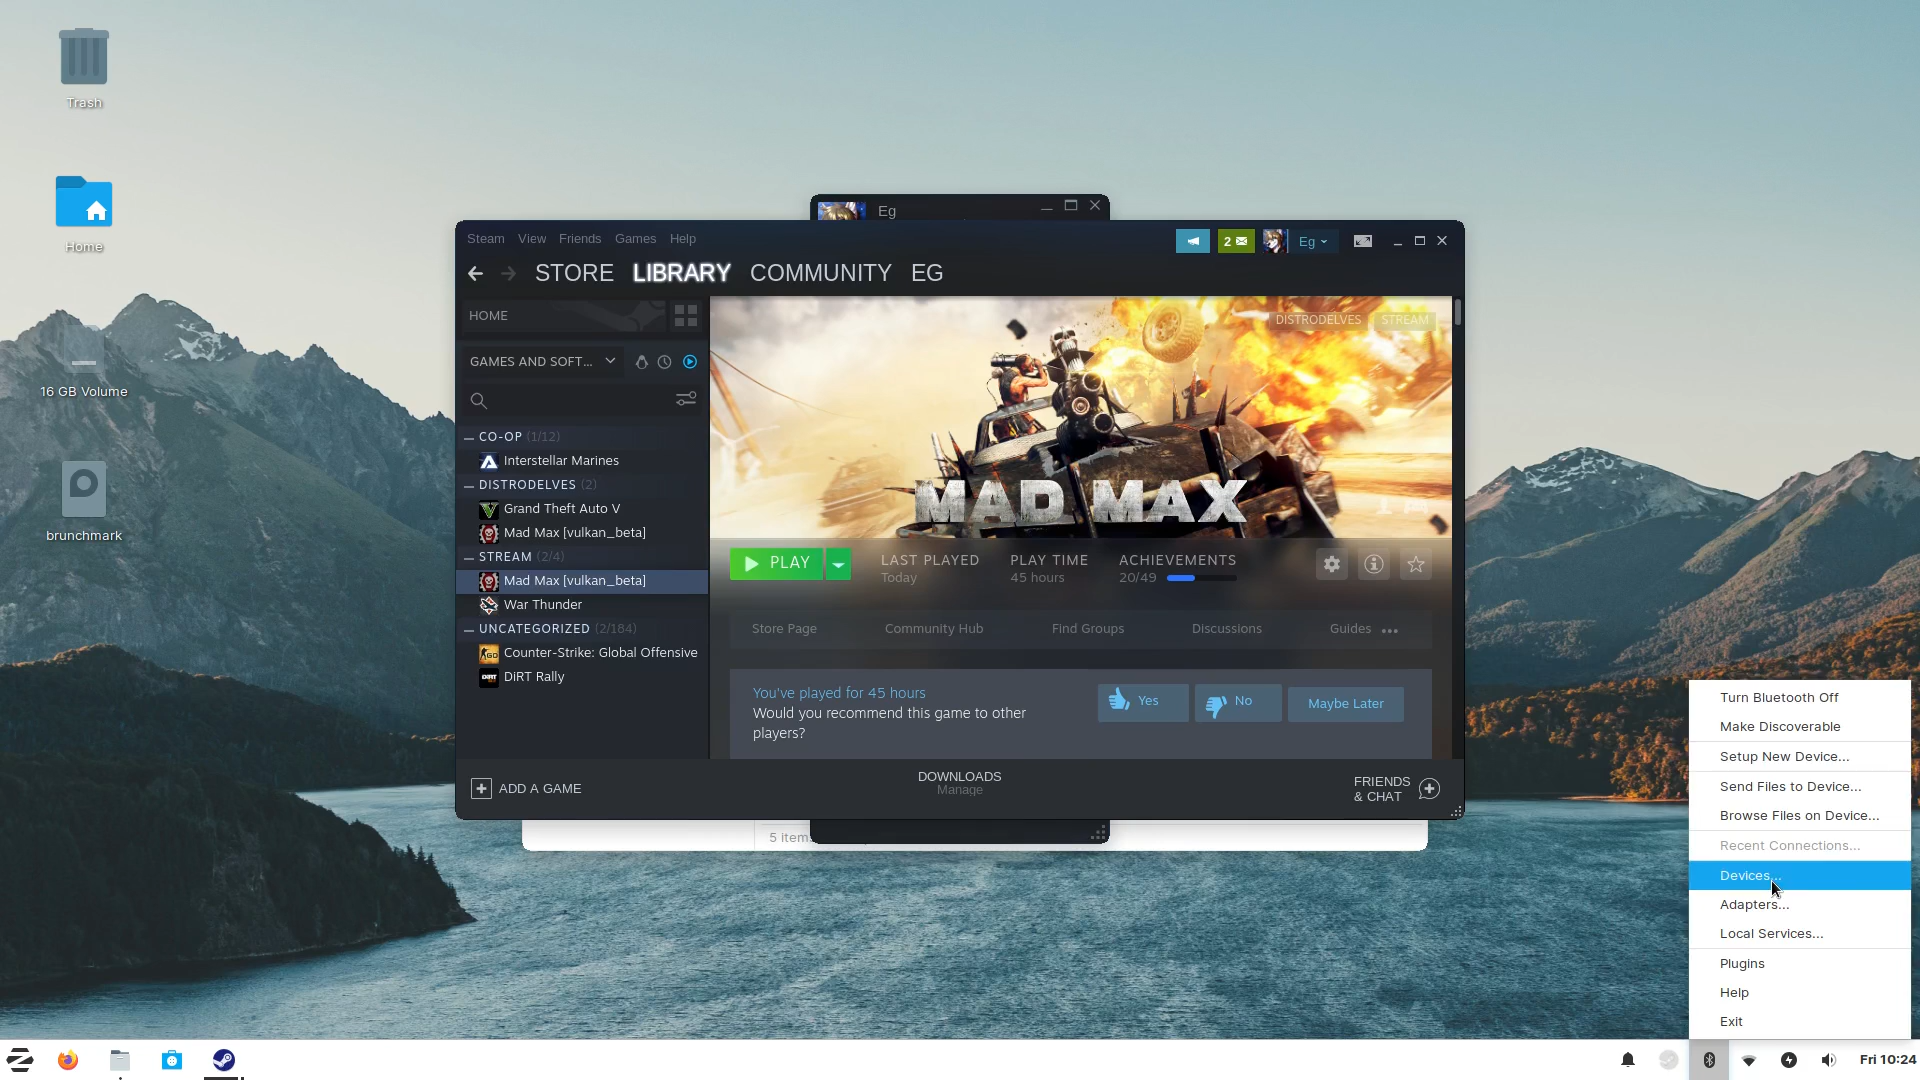 Trash
Home
16 GB Volume
brunchmark
Eg
Steam View Friends Games Help
2
Eg
STORE LIBRARY COMMUNITY EG
HOME
GAMES AND SOFT...
CO-OP (1/12)
Interstellar Marines
DISTRODELVES (2)
Grand Theft Auto V
Mad Max [vulkan_beta]
STREAM (2/4)
Mad Max [vulkan_beta]
War Thunder
UNCATEGORIZED (2/184)
Counter-Strike: Global Offensive
DiRT Rally
DISTRODELVES STREAM
MAD MAX
PLAY
LAST PLAYED
Today
PLAY TIME
45 hours
ACHIEVEMENTS
20/49
Store Page Community Hub Find Groups Discussions Guides
You've played for 45 hours
Would you recommend this game to other
players?
Yes No Maybe Later
ADD A GAME
DOWNLOADS
Manage
FRIENDS
& CHAT
5 item
Turn Bluetooth Off
Make Discoverable
Setup New Device...
Send Files to Device...
Browse Files on Device...
Recent Connections...
Devices...
Adapters...
Local Services...
Plugins
Help
Exit
Fri 10:24